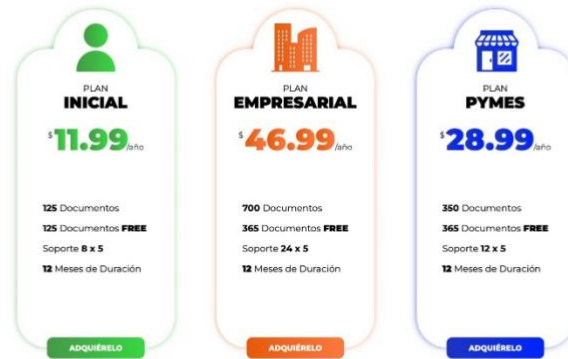 PLAN
INICIAL
$11.99/año
125 Documentos
125 Documentos FREE
Soporte 8 x 5
12 Meses de Duración
ADQUIÉRELO
PLAN
EMPRESARIAL
$46.99/año
700 Documentos
365 Documentos FREE
Soporte 24 x 5
12 Meses de Duración
ADQUIÉRELO
PLAN
PYMES
$28.99/año
350 Documentos
365 Documentos FREE
Soporte 12 x 5
12 Meses de Duración
ADQUIÉRELO